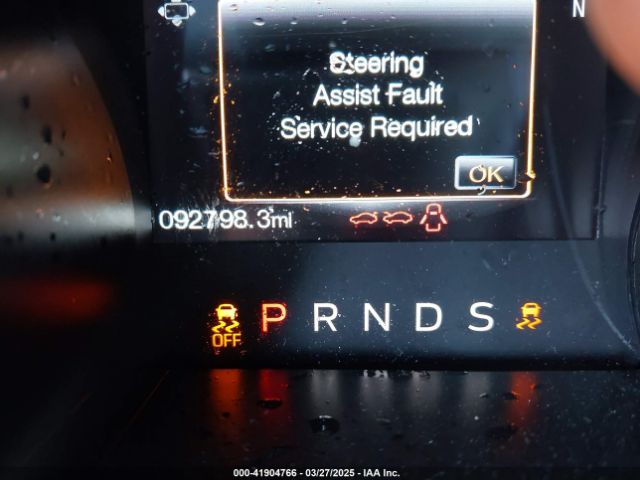 N
Steering
Assist Fault
Service Required
OK
092798.3mi
P R N D S
OFF
000-41904766 - 03/27/2025 - IAA Inc.